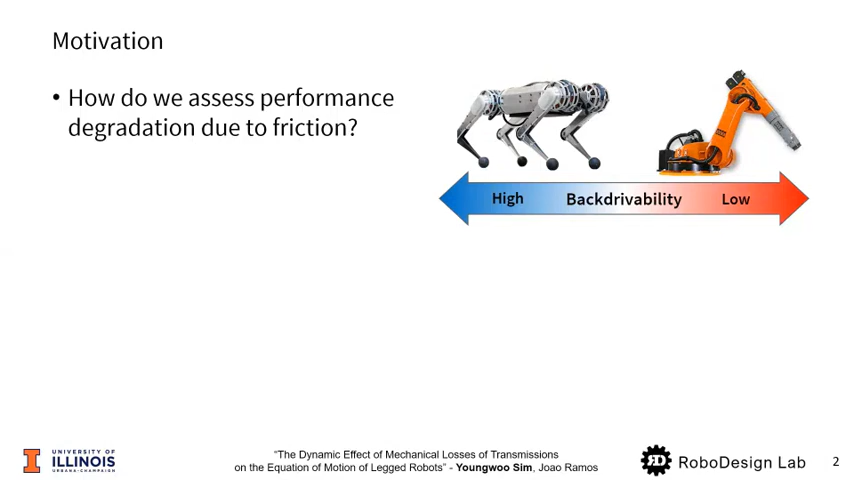 Motivation
• How do we assess performance
degradation due to friction?
High Backdrivability Low
UNIVERSITY OF
ILLINOIS
URBANA-CHAMPAIGN
“The Dynamic Effect of Mechanical Losses of Transmissions
on the Equation of Motion of Legged Robots” - Youngwoo Sim, Joao Ramos
RoboDesign Lab
2